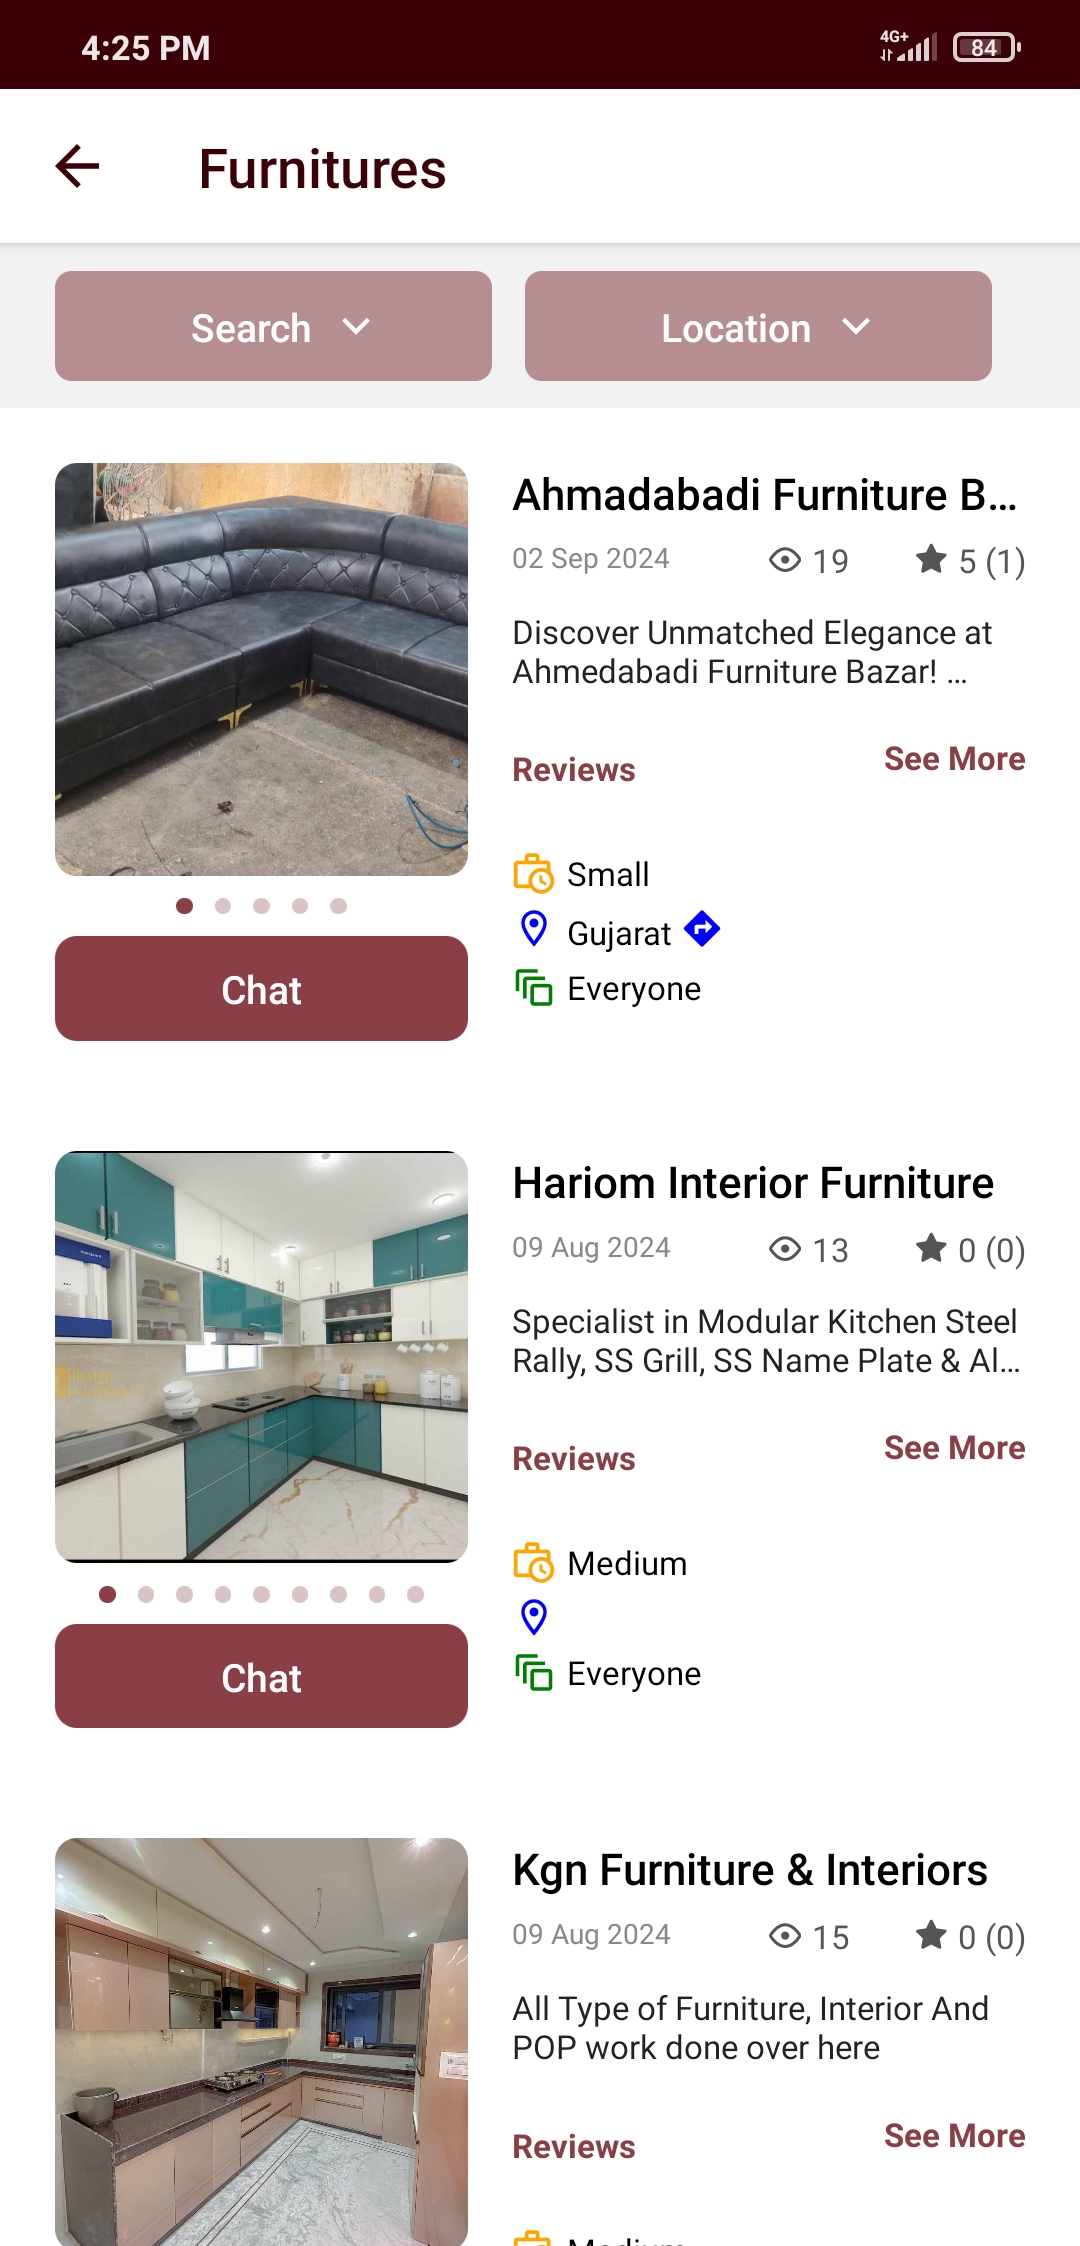 4:25 PM
4G+
84
Furnitures
Search
Location
Ahmadabadi Furniture B...
02 Sep 2024
19
5 (1)
Discover Unmatched Elegance at
Ahmedabadi Furniture Bazar! ...
Reviews
See More
Small
Gujarat
Everyone
Chat
Hariom Interior Furniture
09 Aug 2024
13
0 (0)
Specialist in Modular Kitchen Steel
Rally, SS Grill, SS Name Plate & Al...
Reviews
See More
Medium
Everyone
Chat
Kgn Furniture & Interiors
09 Aug 2024
15
0 (0)
All Type of Furniture, Interior And
POP work done over here
Reviews
See More
Medium